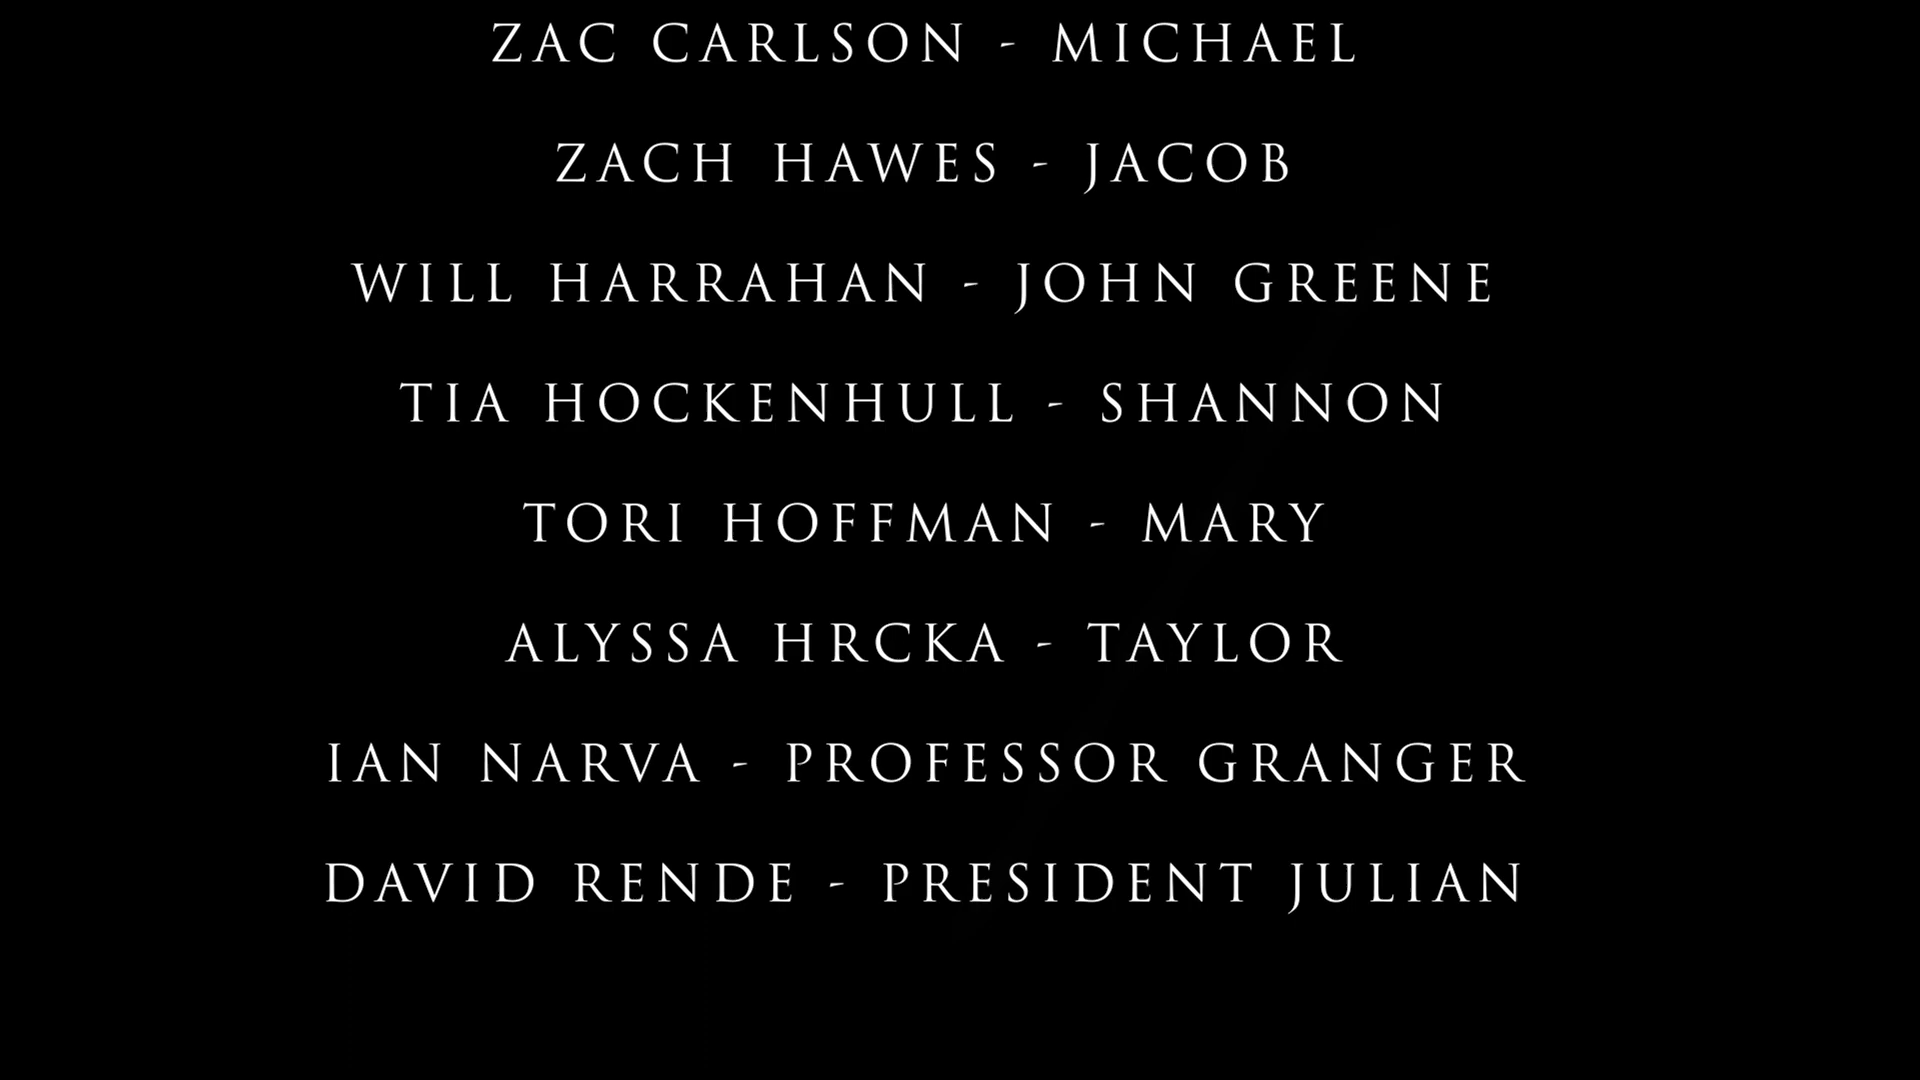 ZAC CARLSON - MICHAEL
ZACH HAWES - JACOB
WILL HARRAHAN - JOHN GREENE
TIA HOCKENHULL - SHANNON
TORI HOFFMAN - MARY
ALYSSA HRCKA - TAYLOR
IAN NARVA - PROFESSOR GRANGER
DAVID RENDE - PRESIDENT JULIAN